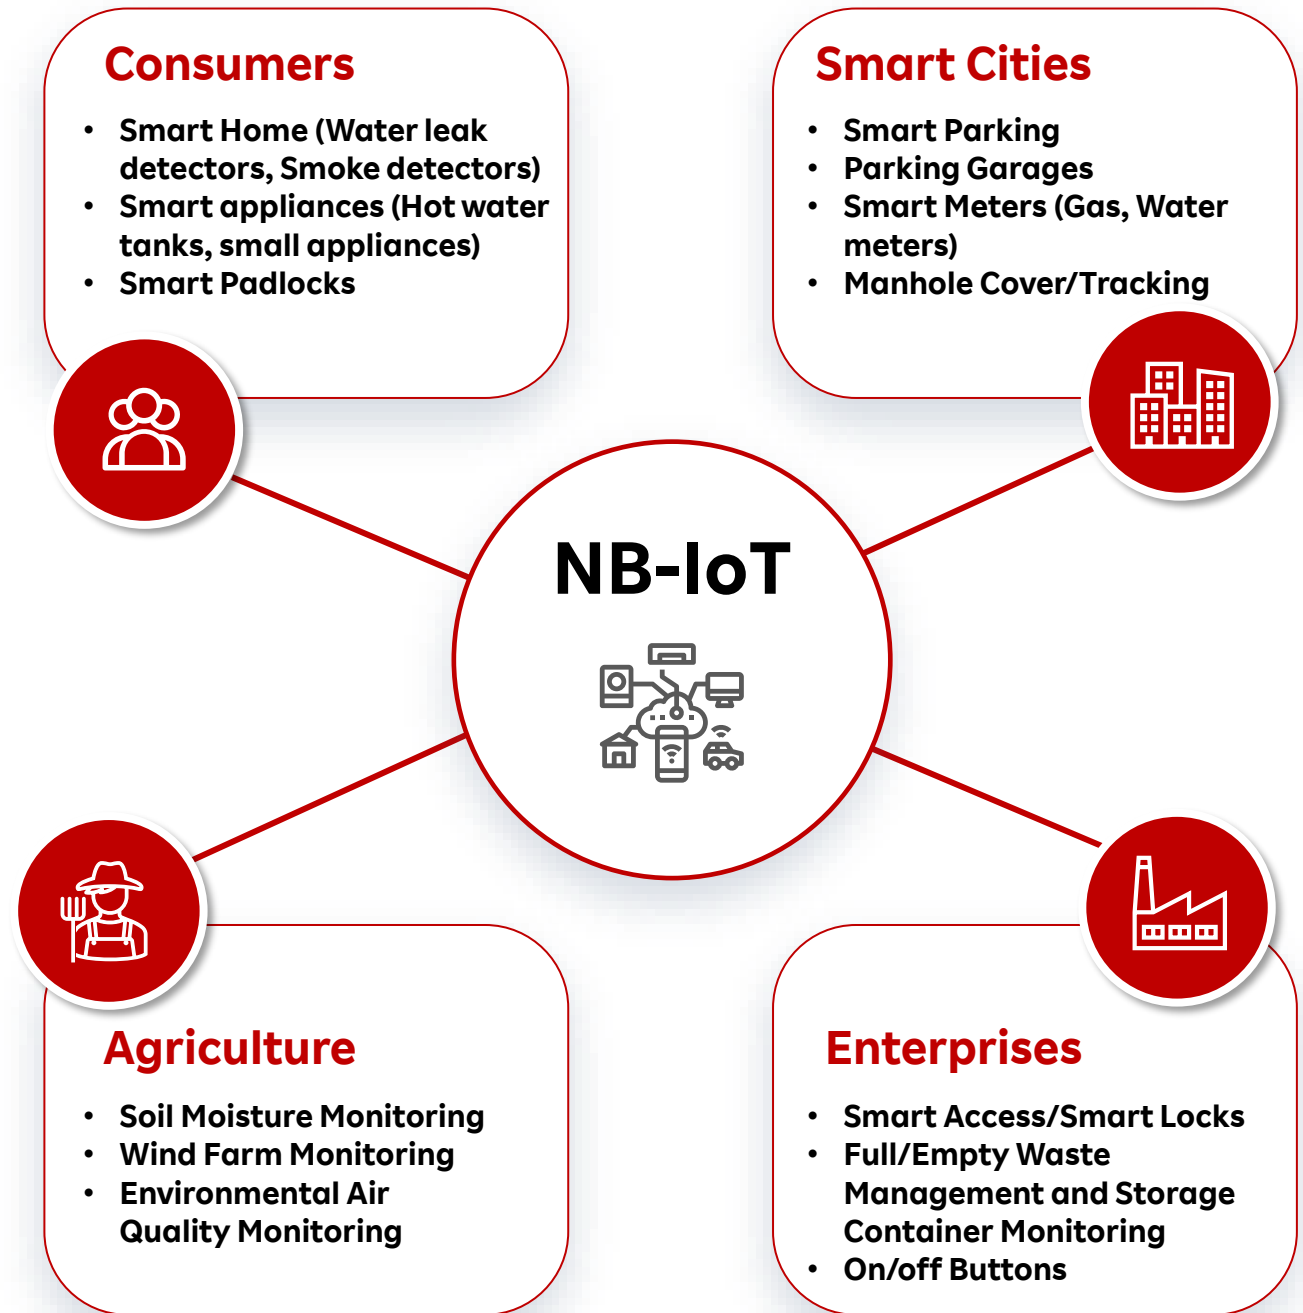 Consumers
• Smart Home (Water leak
detectors, Smoke detectors)
• Smart appliances (Hot water
tanks, small appliances)
• Smart Padlocks
Smart Cities
• Smart Parking
• Parking Garages
• Smart Meters (Gas, Water
meters)
• Manhole Cover/Tracking
NB-IoT
Agriculture
• Soil Moisture Monitoring
• Wind Farm Monitoring
• Environmental Air
Quality Monitoring
Enterprises
• Smart Access/Smart Locks
• Full/Empty Waste
Management and Storage
Container Monitoring
• On/off Buttons